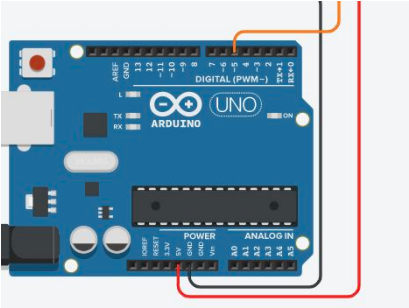 AREF
GND
13
12
~11
~10
~9
8
7
~6
~5
4
~3
2
TX→1
RX←0
DIGITAL (PWM~)
L
TX
RX
ARDUINO
UNO
ON
POWER
ANALOG IN
IOREF
RESET
3.3V
5V
GND
GND
Vin
A0
A1
A2
A3
A4
A5